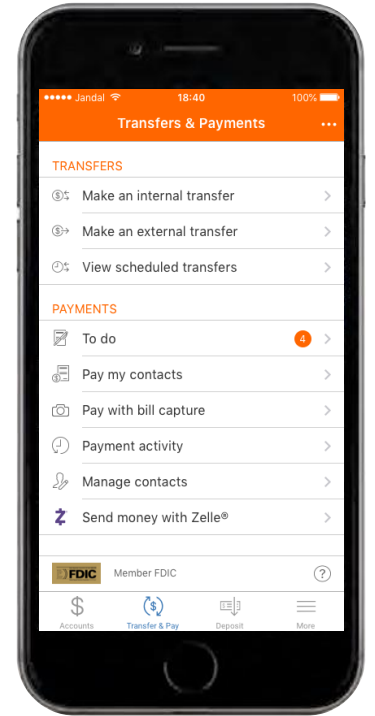 Jandal 18:40 100%
Transfers & Payments
TRANSFERS
Make an internal transfer
Make an external transfer
View scheduled transfers
PAYMENTS
To do 4
Pay my contacts
Pay with bill capture
Payment activity
Manage contacts
Send money with Zelle®
FDIC Member FDIC ?
Accounts Transfer & Pay Deposit More